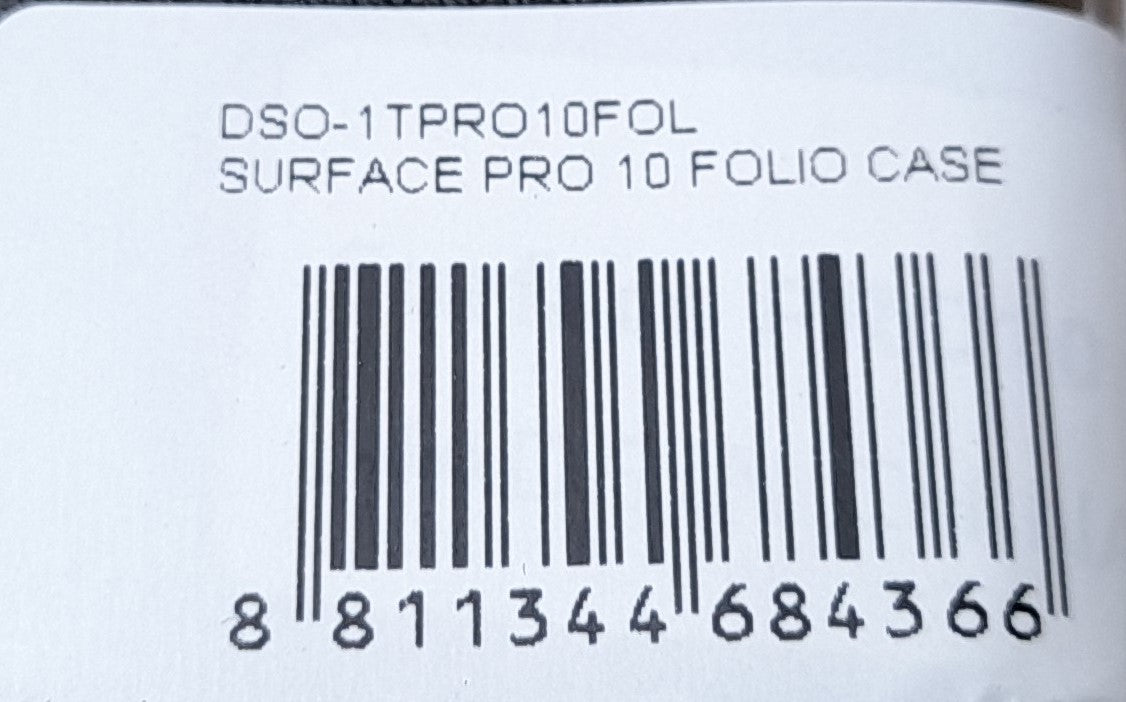 DSO-1TPRO10FOL
SURFACE PRO 10 FOLIO CASE
8 811344 684366